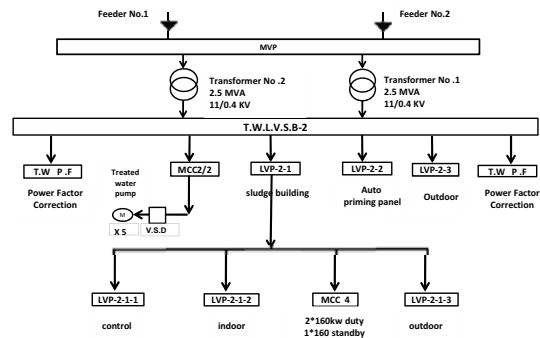 Feeder No.1
Feeder No.2
MVP
Transformer No .2
2.5 MVA
11/0.4 KV
Transformer No .1
2.5 MVA
11/0.4 KV
T.W.L.V.S.B-2
T.W P.F
MCC2/2
LVP-2-1
LVP-2-2
LVP-2-3
T.W P.F
Power Factor
Correction
Treated
water
pump
sludge building
Auto
priming panel
Outdoor
Power Factor
Correction
M
X 5
V.S.D
LVP-2-1-1
LVP-2-1-2
MCC 4
LVP-2-1-3
control
indoor
2*160kw duty
1*160 standby
outdoor